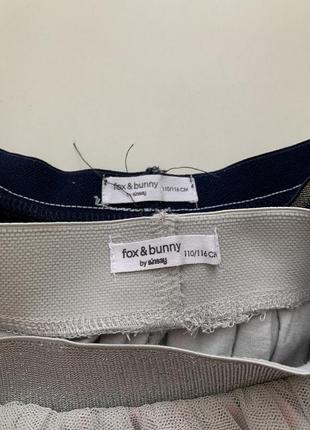 fox & bunny
by sinsay
110/116 CM
fox & bunny
by sinsay
110/116 CM